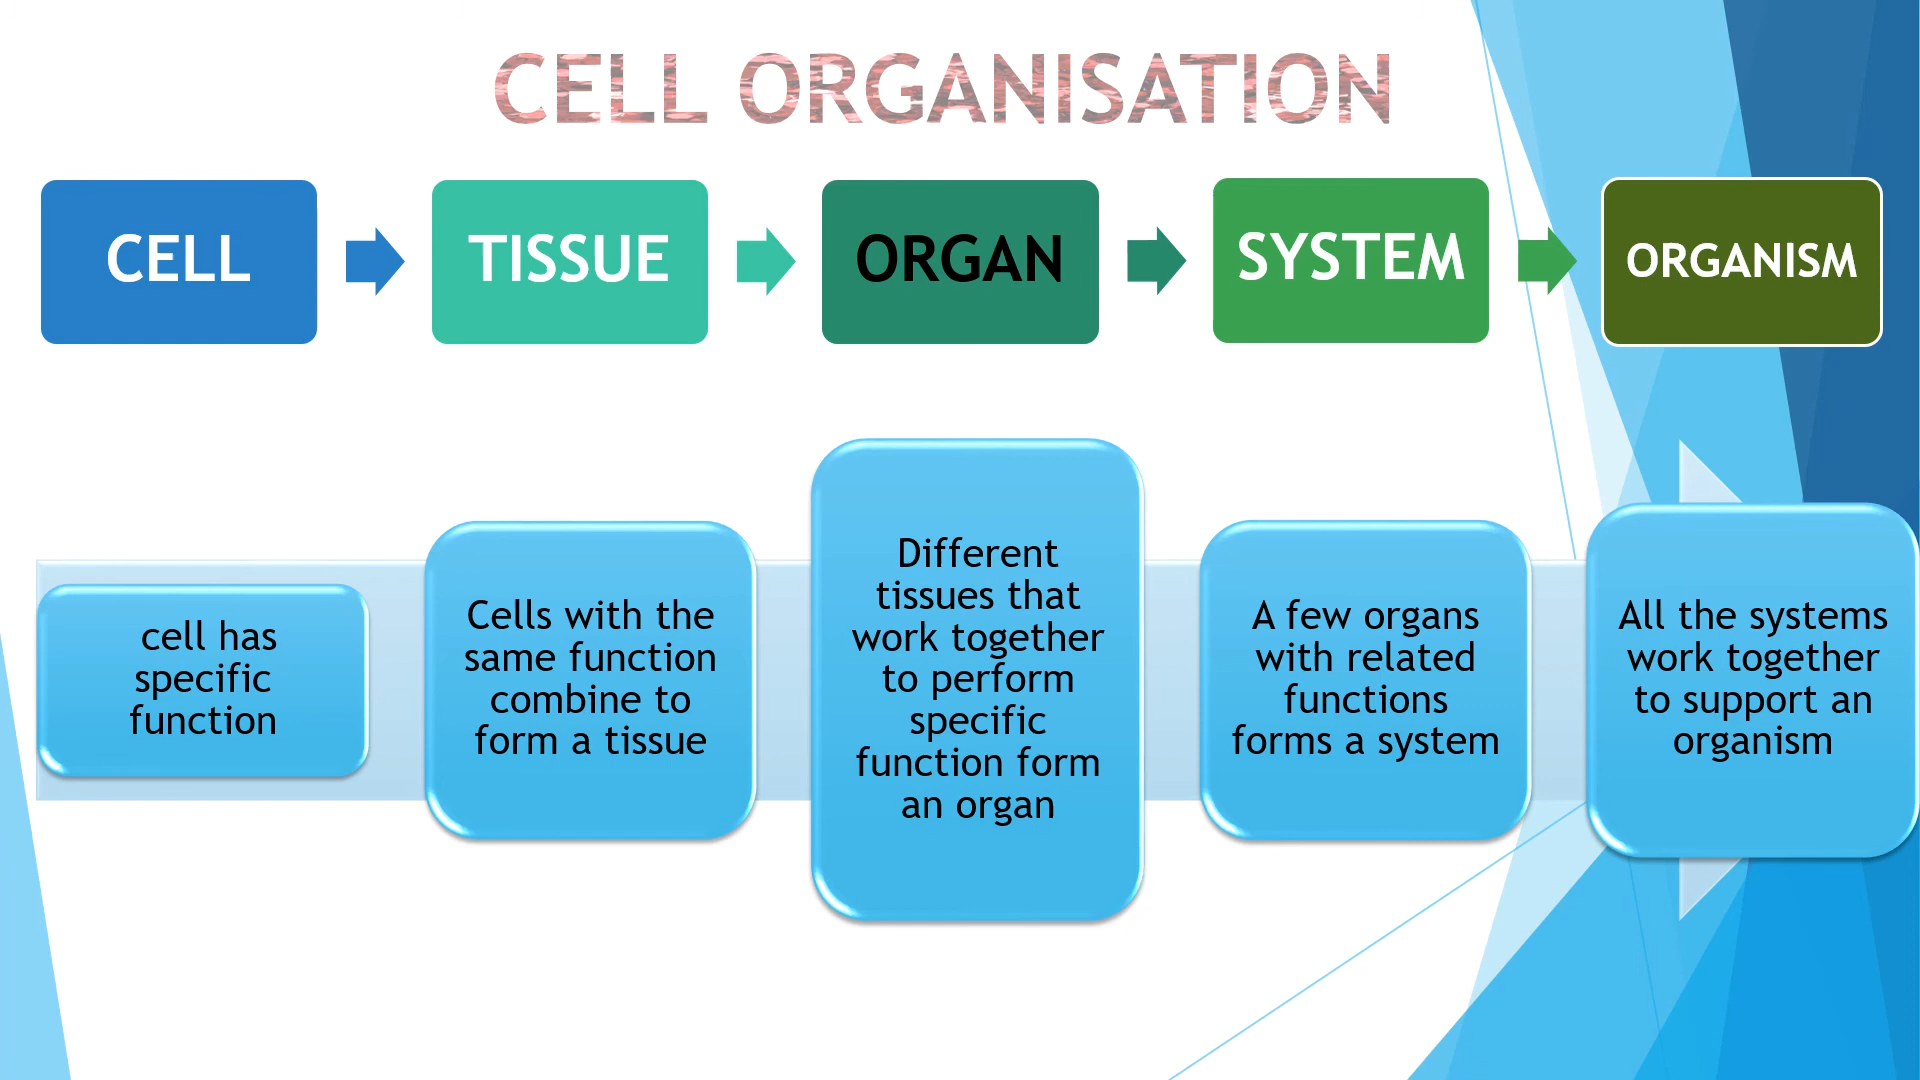 CELL ORGANISATION
CELL
TISSUE
ORGAN
SYSTEM
ORGANISM
cell has
specific
function
Cells with the
same function
combine to
form a tissue
Different
tissues that
work together
to perform
specific
function form
an organ
A few organs
with related
functions
forms a system
All the systems
work together
to support an
organism